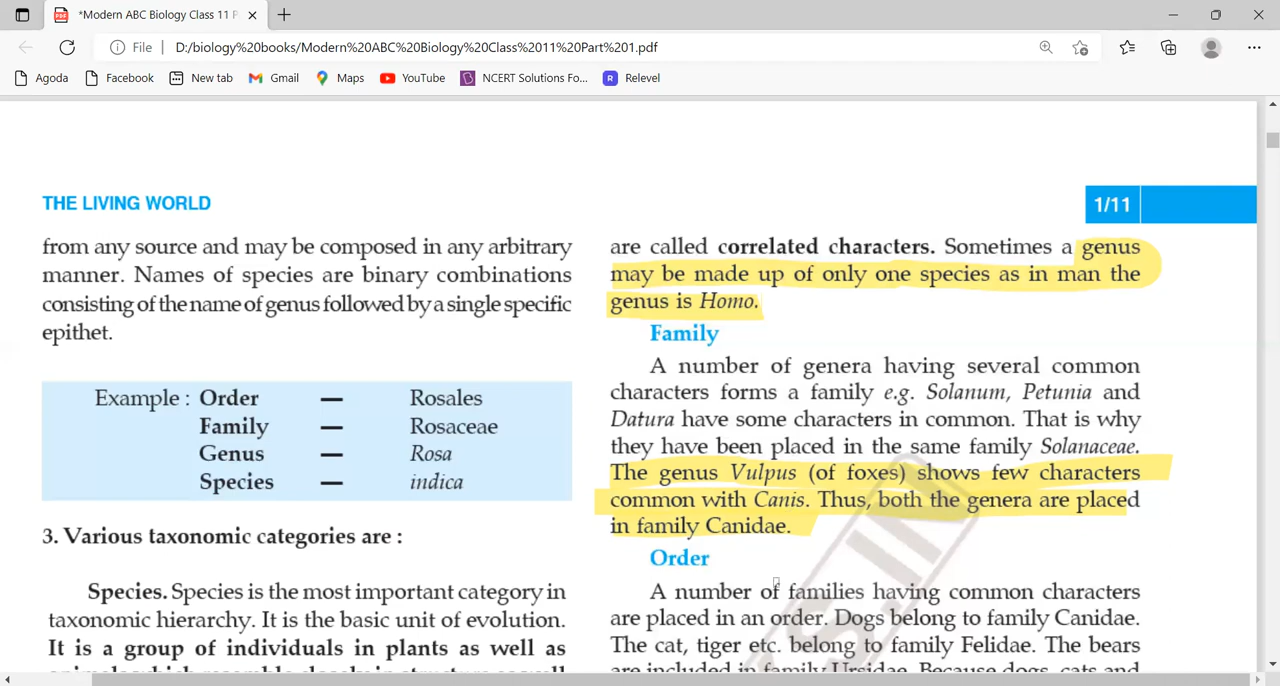 *Modern ABC Biology Class 11 P
File | D:/biology%20books/Modern%20ABC%20Biology%20Class%2011%20Part%201.pdf
Agoda Facebook New tab Gmail Maps YouTube NCERT Solutions Fo... Relevel
THE LIVING WORLD
1/11
from any source and may be composed in any arbitrary
manner. Names of species are binary combinations
consisting of the name of genus followed by a single specific
epithet.
Example : Order — Rosales
Family — Rosaceae
Genus — Rosa
Species — indica
3. Various taxonomic categories are :
Species. Species is the most important category in
taxonomic hierarchy. It is the basic unit of evolution.
It is a group of individuals in plants as well as
are called correlated characters. Sometimes a genus
may be made up of only one species as in man the
genus is Homo.
Family
A number of genera having several common
characters forms a family e.g. Solanum, Petunia and
Datura have some characters in common. That is why
they have been placed in the same family Solanaceae.
The genus Vulpus (of foxes) shows few characters
common with Canis. Thus, both the genera are placed
in family Canidae.
Order
A number of families having common characters
are placed in an order. Dogs belong to family Canidae.
The cat, tiger etc. belong to family Felidae. The bears
are included in family Ursidae. Because dogs, cats and